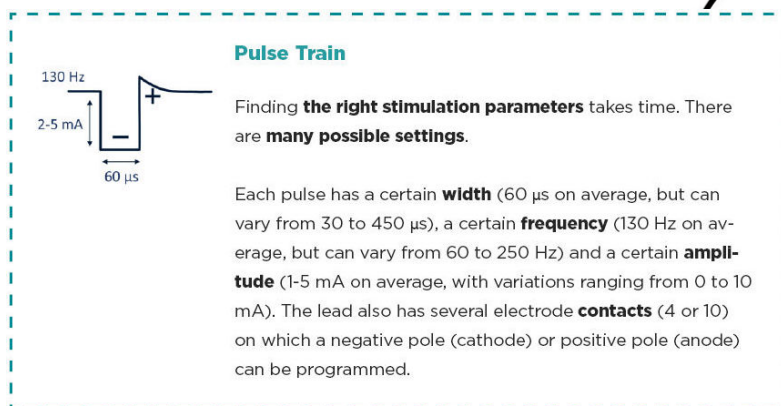 Pulse Train
130 Hz
+
2-5 mA
−
60 µs
Finding the right stimulation parameters takes time. There
are many possible settings.
Each pulse has a certain width (60 µs on average, but can
vary from 30 to 450 µs), a certain frequency (130 Hz on av-
erage, but can vary from 60 to 250 Hz) and a certain ampli-
tude (1-5 mA on average, with variations ranging from 0 to 10
mA). The lead also has several electrode contacts (4 or 10)
on which a negative pole (cathode) or positive pole (anode)
can be programmed.